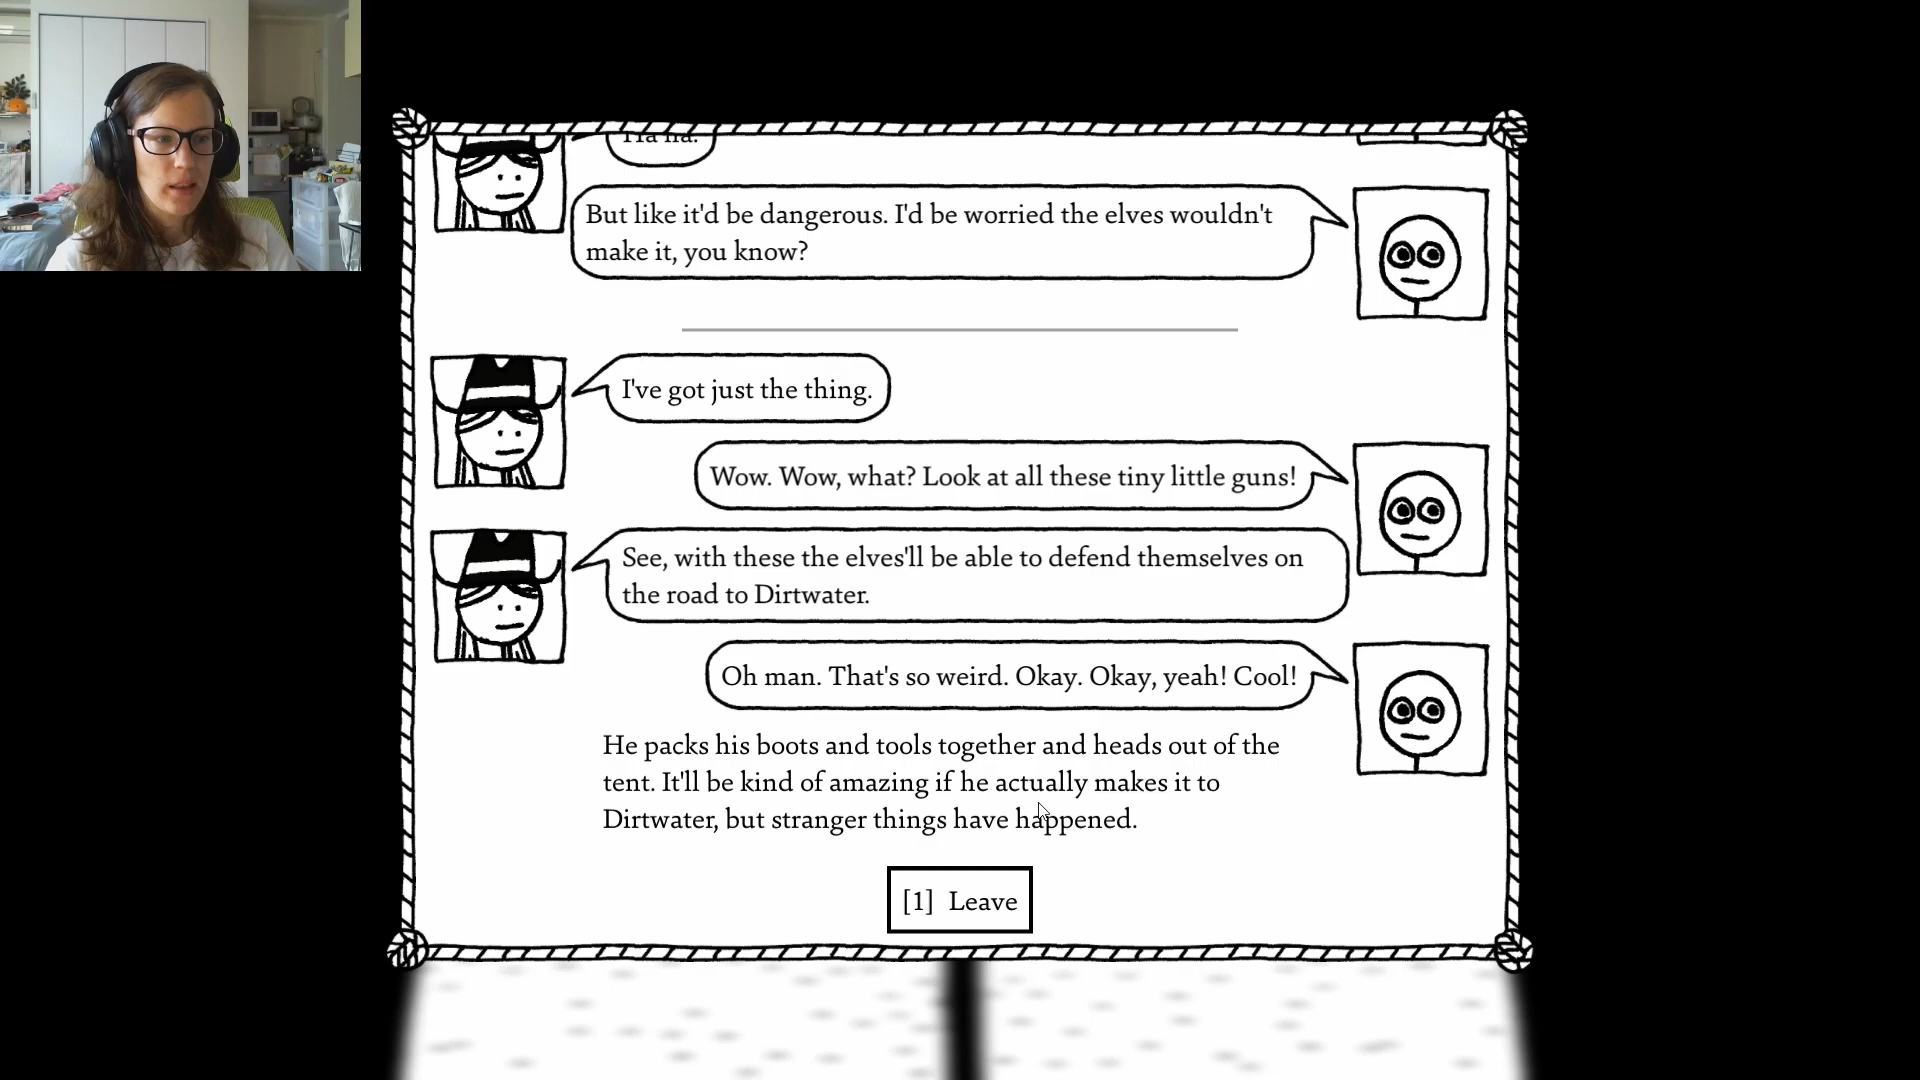 Ha ha.
But like it'd be dangerous. I'd be worried the elves wouldn't
make it, you know?
I've got just the thing.
Wow. Wow, what? Look at all these tiny little guns!
See, with these the elves'll be able to defend themselves on
the road to Dirtwater.
Oh man. That's so weird. Okay. Okay, yeah! Cool!
He packs his boots and tools together and heads out of the
tent. It'll be kind of amazing if he actually makes it to
Dirtwater, but stranger things have happened.
[1] Leave